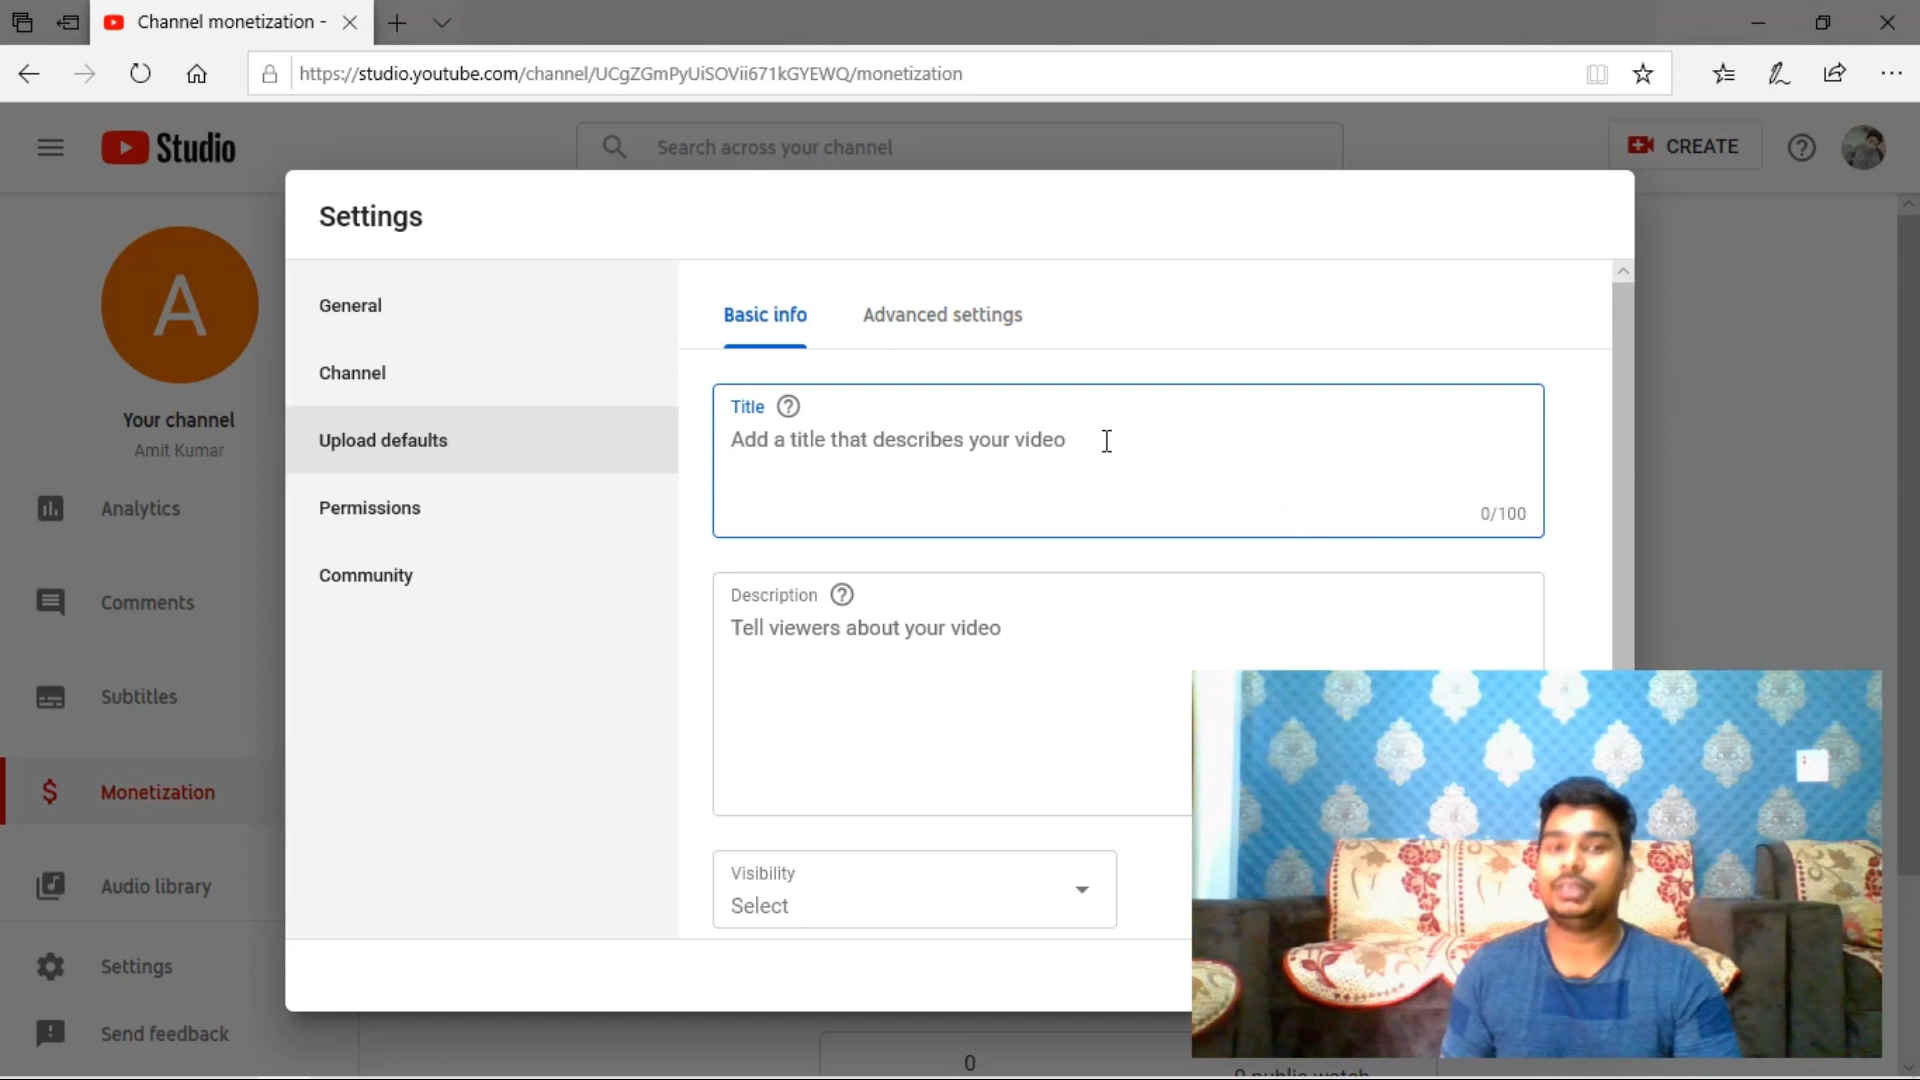 Channel monetization -
https://studio.youtube.com/channel/UCgZGmPyUiSOVii671kGYEWQ/monetization
Studio
Search across your channel
CREATE
Settings
A
Your channel
Amit Kumar
Analytics
Comments
Subtitles
Monetization
Audio library
Settings
Send feedback
General
Channel
Upload defaults
Permissions
Community
Basic info
Advanced settings
Title
Add a title that describes your video
0/100
Description
Tell viewers about your video
Visibility
Select
0
0 public watch